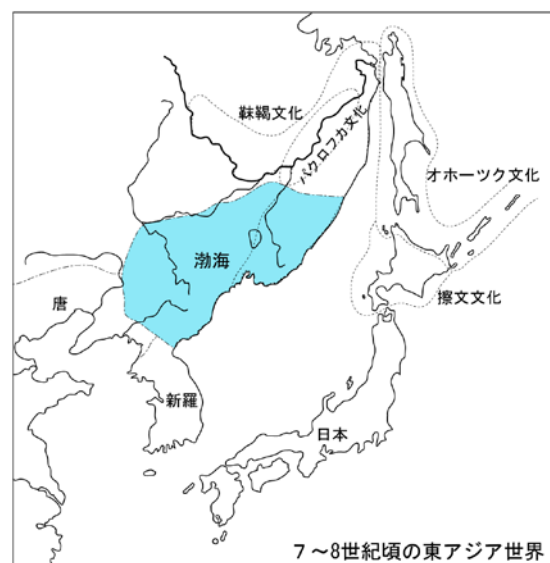 靺鞨文化
パクロフカ文化
オホーツク文化
渤海
擦文文化
唐
新羅
日本
7～8世紀頃の東アジア世界